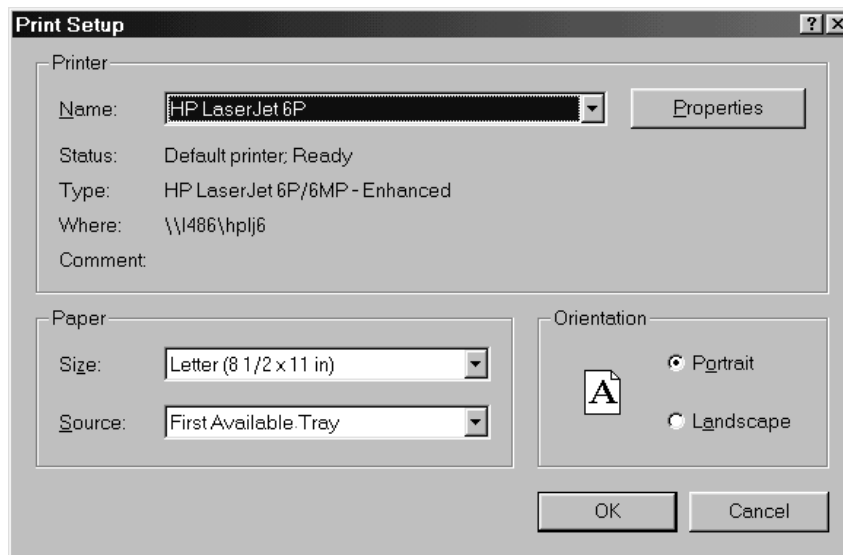 Print Setup
Printer
Name: HP LaserJet 6P Properties
Status: Default printer; Ready
Type: HP LaserJet 6P/6MP - Enhanced
Where: \\I486\hplj6
Comment:
Paper
Size: Letter (8 1/2 x 11 in)
Source: First Available Tray
Orientation
A
Portrait
Landscape
OK Cancel